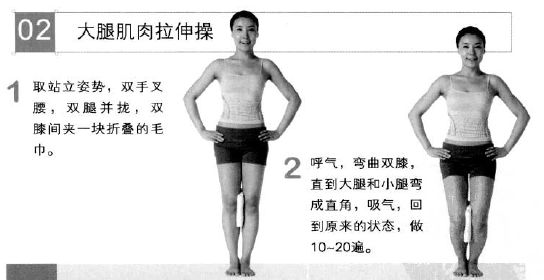 02 大腿肌肉拉伸操
1 取站立姿势，双手叉
腰，双腿并拢，双
膝间夹一块折叠的毛
巾。
2 呼气，弯曲双膝，
直到大腿和小腿弯
成直角，吸气，回
到原来的状态，做
10~20遍。